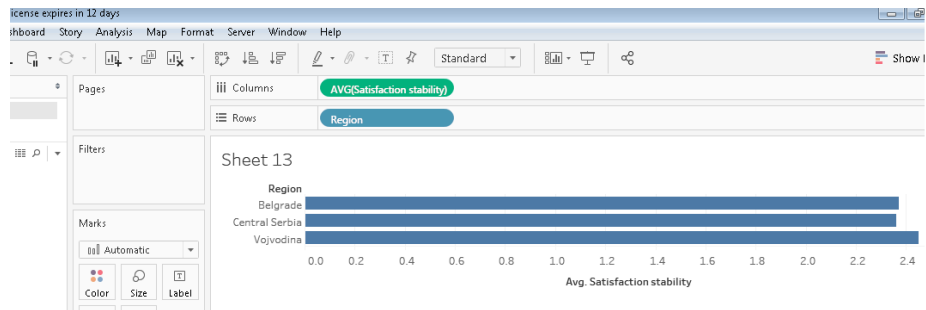 icense expires in 12 days
shboard Story Analysis Map Format Server Window Help
Standard
Show
Pages
iii Columns
AVG(Satisfaction stability)
Rows
Region
Filters
Sheet 13
Region
Belgrade
Central Serbia
Vojvodina
0.0 0.2 0.4 0.6 0.8 1.0 1.2 1.4 1.6 1.8 2.0 2.2 2.4
Avg. Satisfaction stability
Marks
Automatic
T
Color Size Label